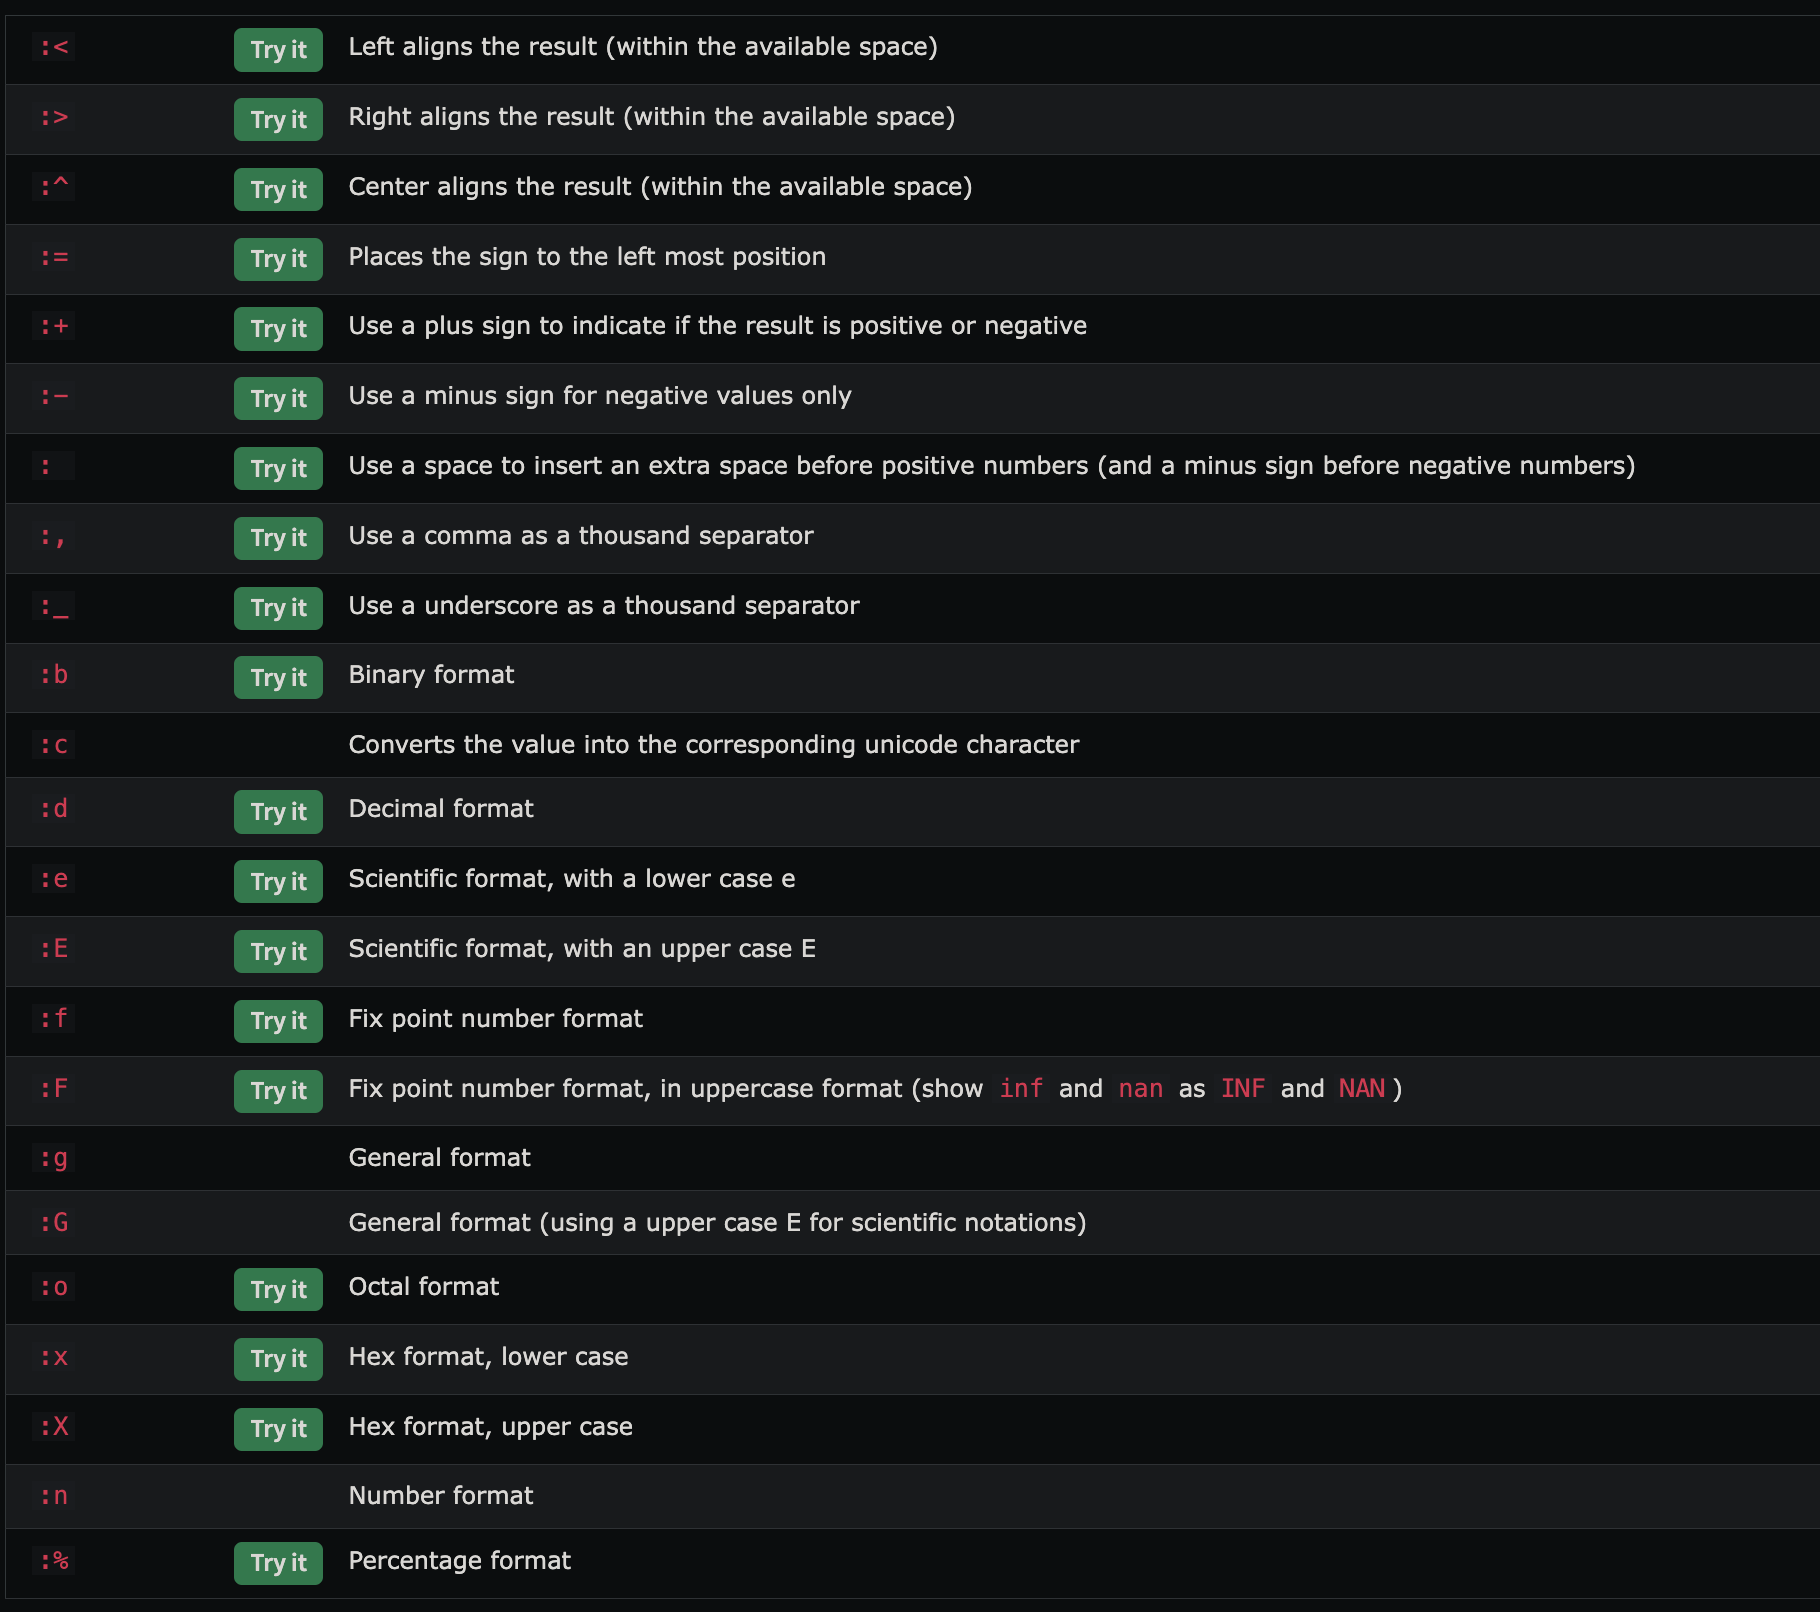 :< Try it Left aligns the result (within the available space)
:> Try it Right aligns the result (within the available space)
:^ Try it Center aligns the result (within the available space)
:= Try it Places the sign to the left most position
:+ Try it Use a plus sign to indicate if the result is positive or negative
:− Try it Use a minus sign for negative values only
: Try it Use a space to insert an extra space before positive numbers (and a minus sign before negative numbers)
:, Try it Use a comma as a thousand separator
:_ Try it Use a underscore as a thousand separator
:b Try it Binary format
:c Converts the value into the corresponding unicode character
:d Try it Decimal format
:e Try it Scientific format, with a lower case e
:E Try it Scientific format, with an upper case E
:f Try it Fix point number format
:F Try it Fix point number format, in uppercase format (show inf and nan as INF and NAN)
:g General format
:G General format (using a upper case E for scientific notations)
:o Try it Octal format
:x Try it Hex format, lower case
:X Try it Hex format, upper case
:n Number format
:% Try it Percentage format